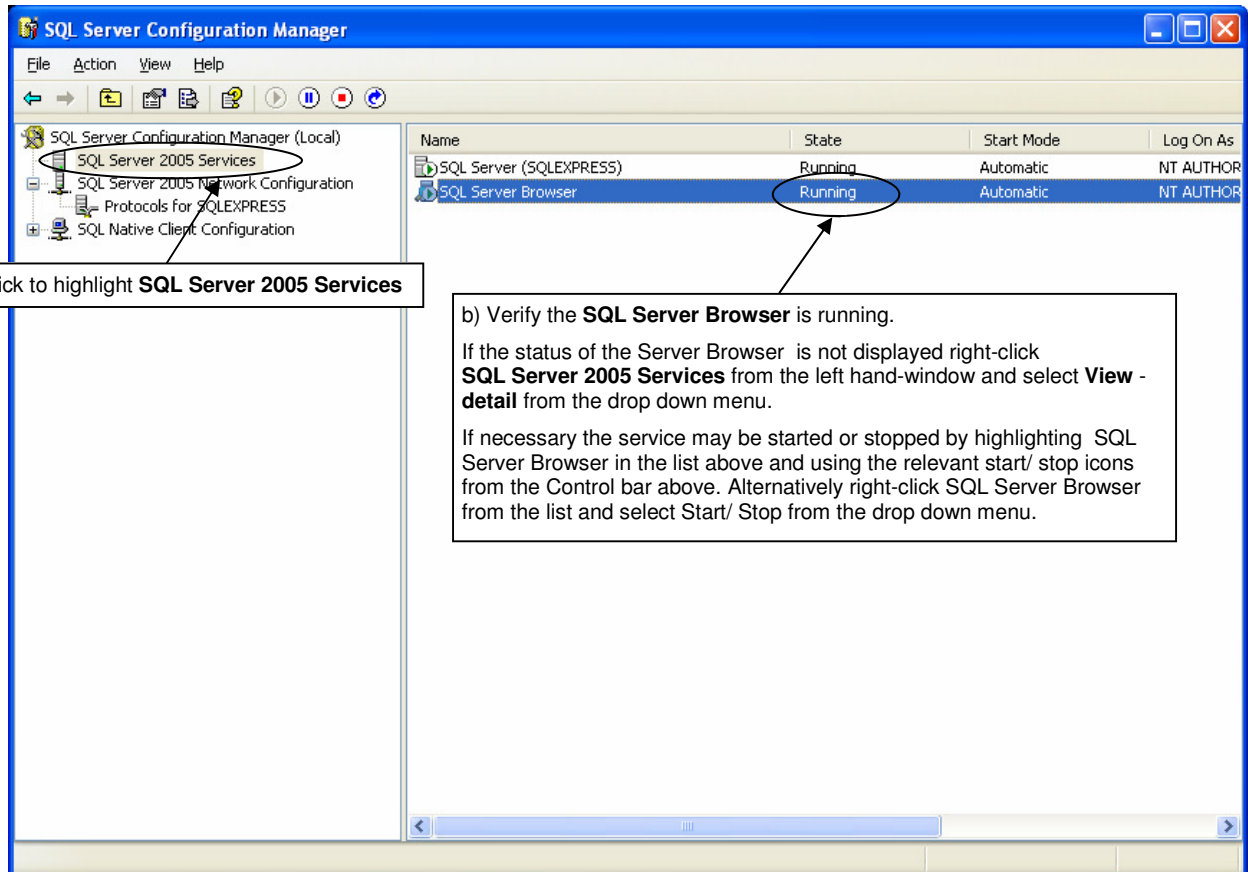 SQL Server Configuration Manager
File Action View Help
SQL Server Configuration Manager (Local)
SQL Server 2005 Services
SQL Server 2005 Network Configuration
Protocols for SQLEXPRESS
SQL Native Client Configuration
Name State Start Mode Log On As
SQL Server (SQLEXPRESS) Running Automatic NT AUTHOR
SQL Server Browser Running Automatic NT AUTHOR
ick to highlight SQL Server 2005 Services
b) Verify the SQL Server Browser is running.
If the status of the Server Browser is not displayed right-click
SQL Server 2005 Services from the left hand-window and select View -
detail from the drop down menu.
If necessary the service may be started or stopped by highlighting SQL
Server Browser in the list above and using the relevant start/ stop icons
from the Control bar above. Alternatively right-click SQL Server Browser
from the list and select Start/ Stop from the drop down menu.